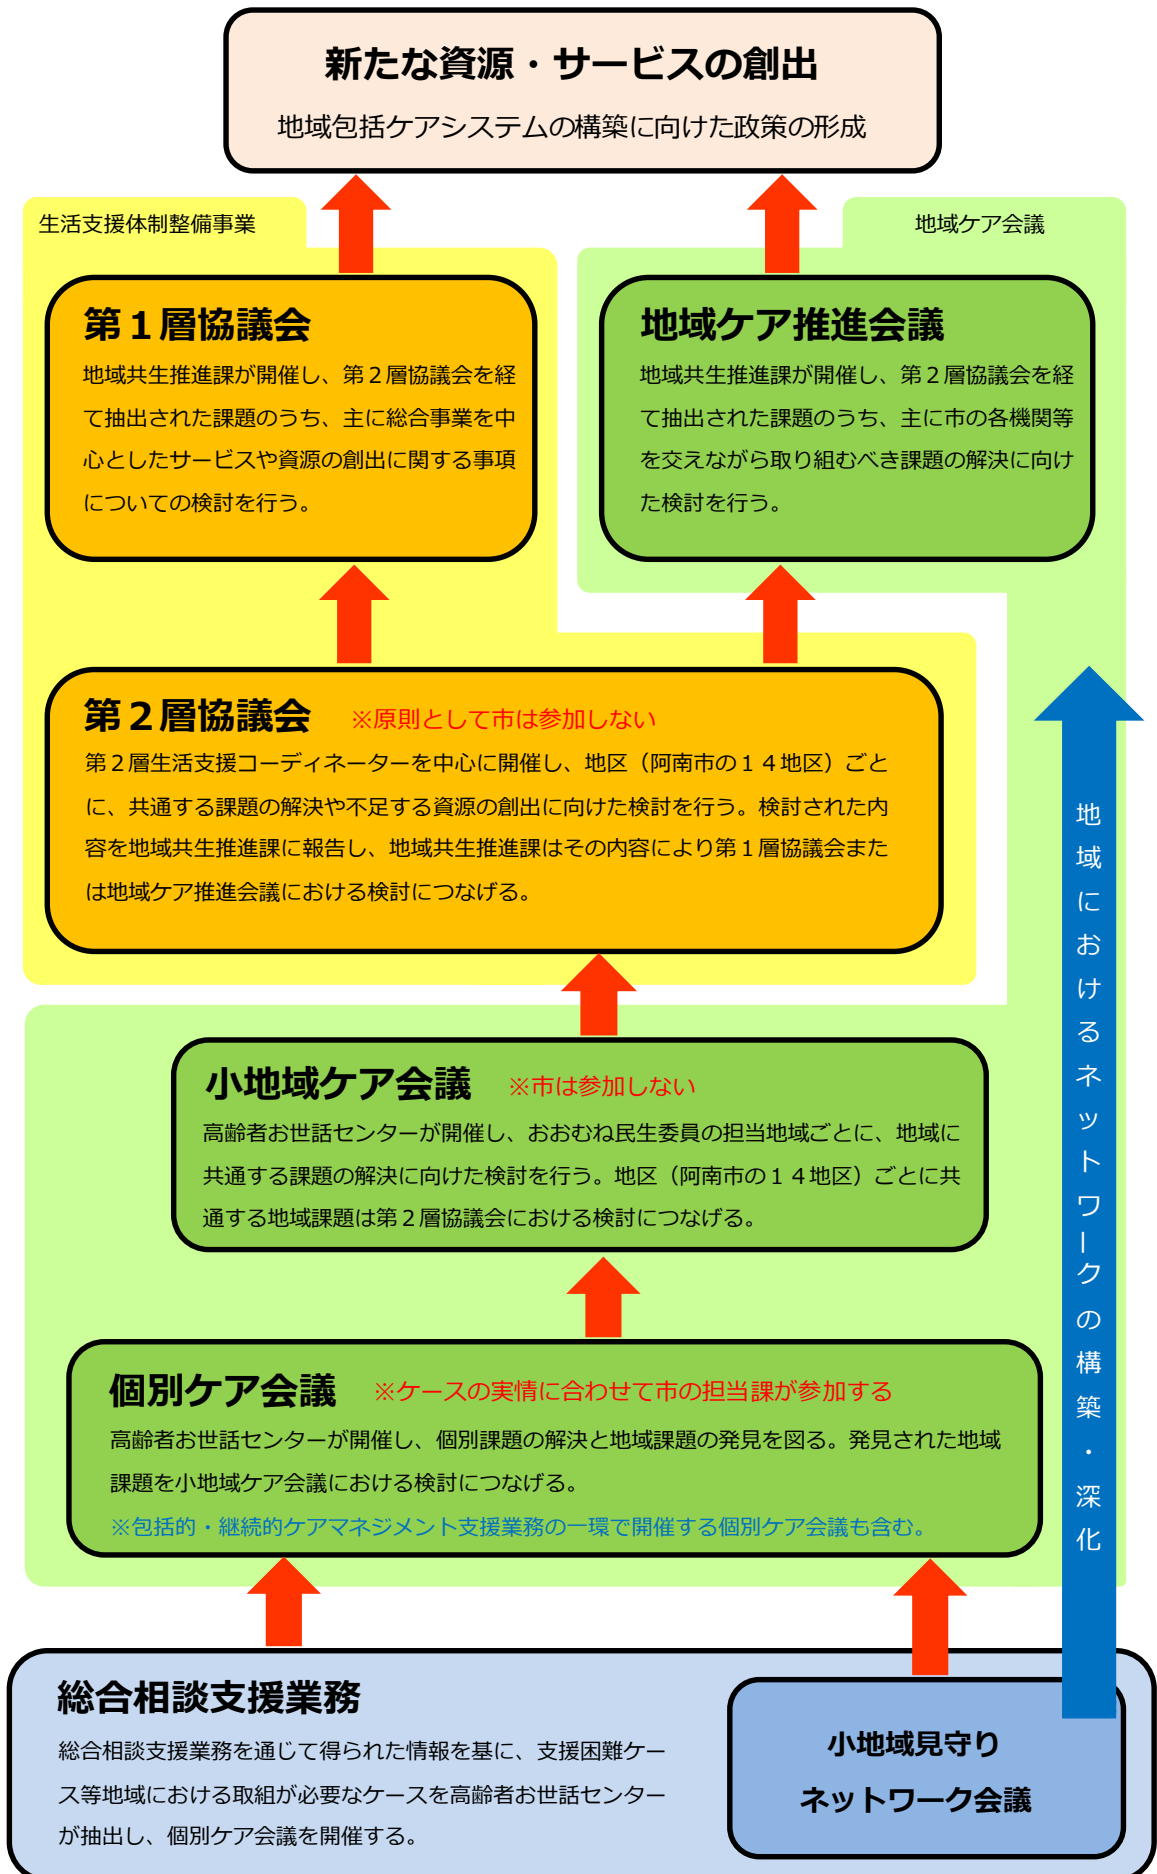 新たな資源・サービスの創出
地域包括ケアシステムの構築に向けた政策の形成
生活支援体制整備事業
地域ケア会議
第１層協議会
地域共生推進課が開催し、第２層協議会を経
て抽出された課題のうち、主に総合事業を中
心としたサービスや資源の創出に関する事項
についての検討を行う。
地域ケア推進会議
地域共生推進課が開催し、第２層協議会を経
て抽出された課題のうち、主に市の各機関等
を交えながら取り組むべき課題の解決に向け
た検討を行う。
第２層協議会 ※原則として市は参加しない
第２層生活支援コーディネーターを中心に開催し、地区（阿南市の１４地区）ごと
に、共通する課題の解決や不足する資源の創出に向けた検討を行う。検討された内
容を地域共生推進課に報告し、地域共生推進課はその内容により第１層協議会また
は地域ケア推進会議における検討につなげる。
小地域ケア会議 ※市は参加しない
高齢者お世話センターが開催し、おおむね民生委員の担当地域ごとに、地域に
共通する課題の解決に向けた検討を行う。地区（阿南市の１４地区）ごとに共
通する地域課題は第２層協議会における検討につなげる。
個別ケア会議 ※ケースの実情に合わせて市の担当課が参加する
高齢者お世話センターが開催し、個別課題の解決と地域課題の発見を図る。発見された地域
課題を小地域ケア会議における検討につなげる。
※包括的・継続的ケアマネジメント支援業務の一環で開催する個別ケア会議も含む。
地域におけるネットワークの構築・深化
総合相談支援業務
総合相談支援業務を通じて得られた情報を基に、支援困難ケー
ス等地域における取組が必要なケースを高齢者お世話センター
が抽出し、個別ケア会議を開催する。
小地域見守り
ネットワーク会議